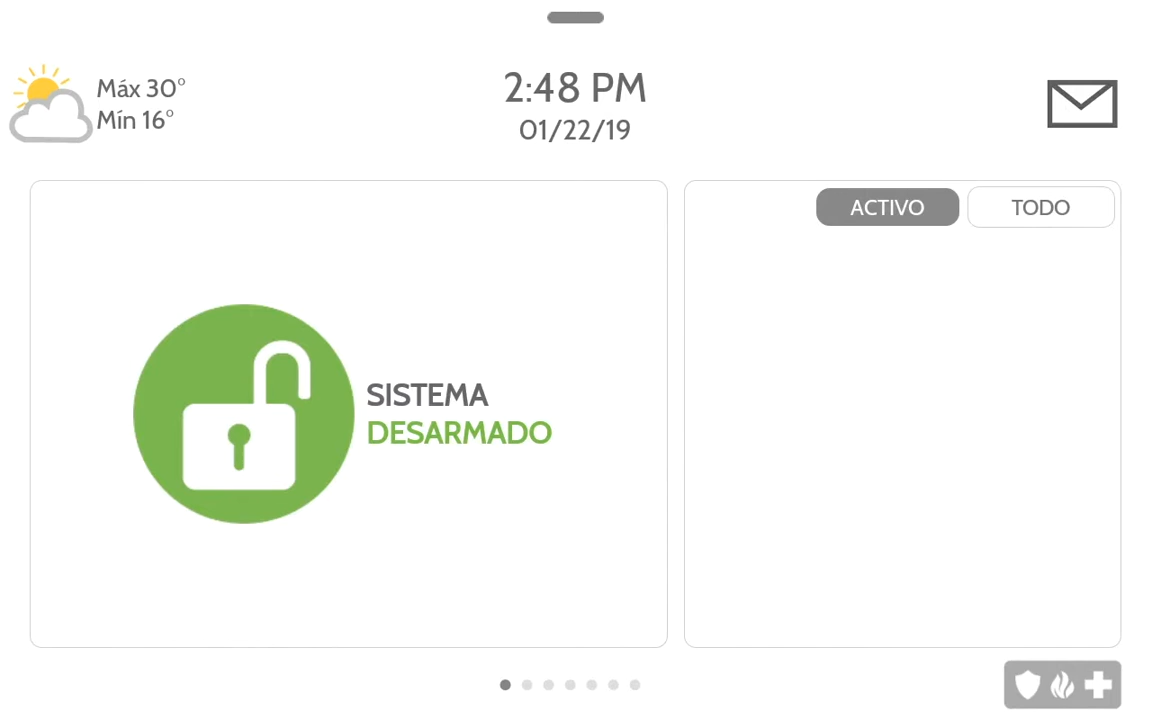 Máx 30°
Mín 16°
2:48 PM
01/22/19
ACTIVO
TODO
SISTEMA
DESARMADO